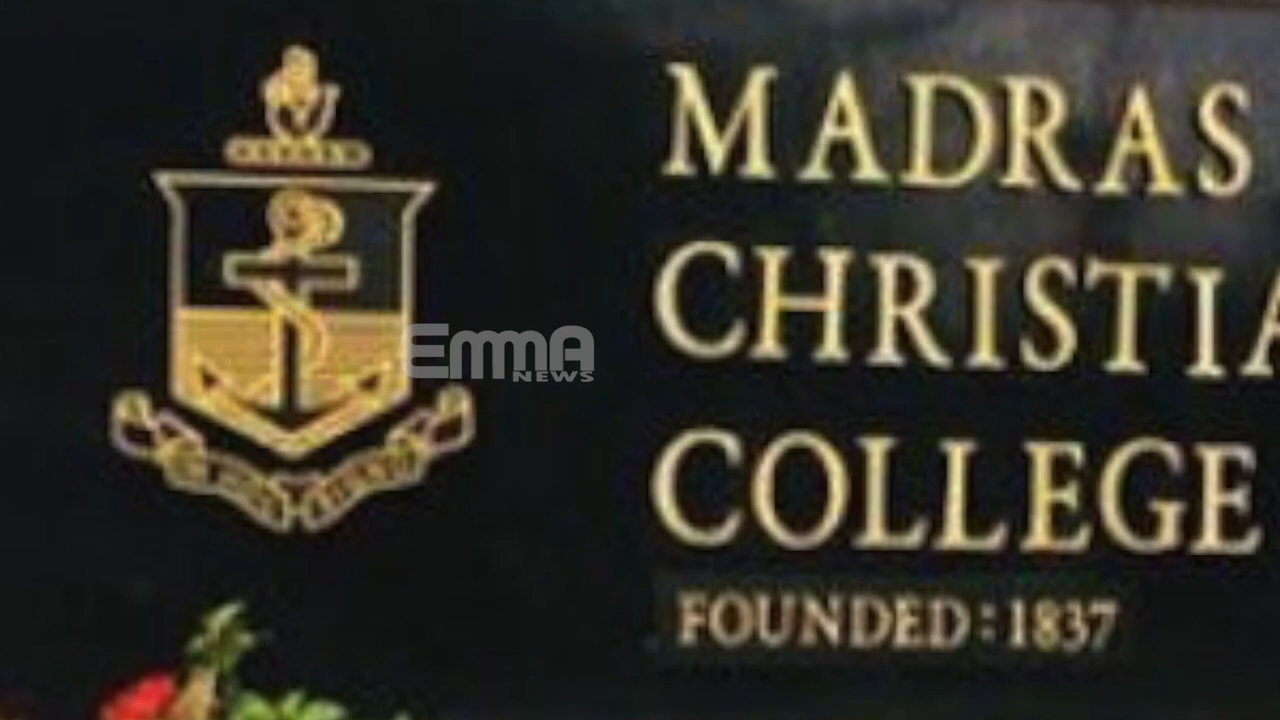 MADRAS
CHRISTIA
COLLEGE
FOUNDED : 1837
EmmA
NEWS